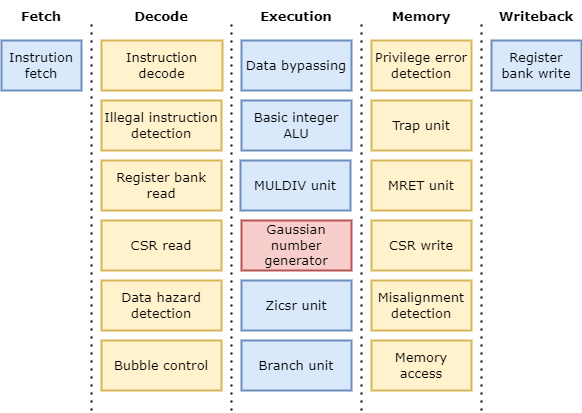 Fetch
Decode
Execution
Memory
Writeback
Instrution
fetch
Instruction
decode
Data bypassing
Privilege error
detection
Register
bank write
Illegal instruction
detection
Basic integer
ALU
Trap unit
Register bank
read
MULDIV unit
MRET unit
CSR read
Gaussian
number
generator
CSR write
Data hazard
detection
Zicsr unit
Misalignment
detection
Bubble control
Branch unit
Memory
access